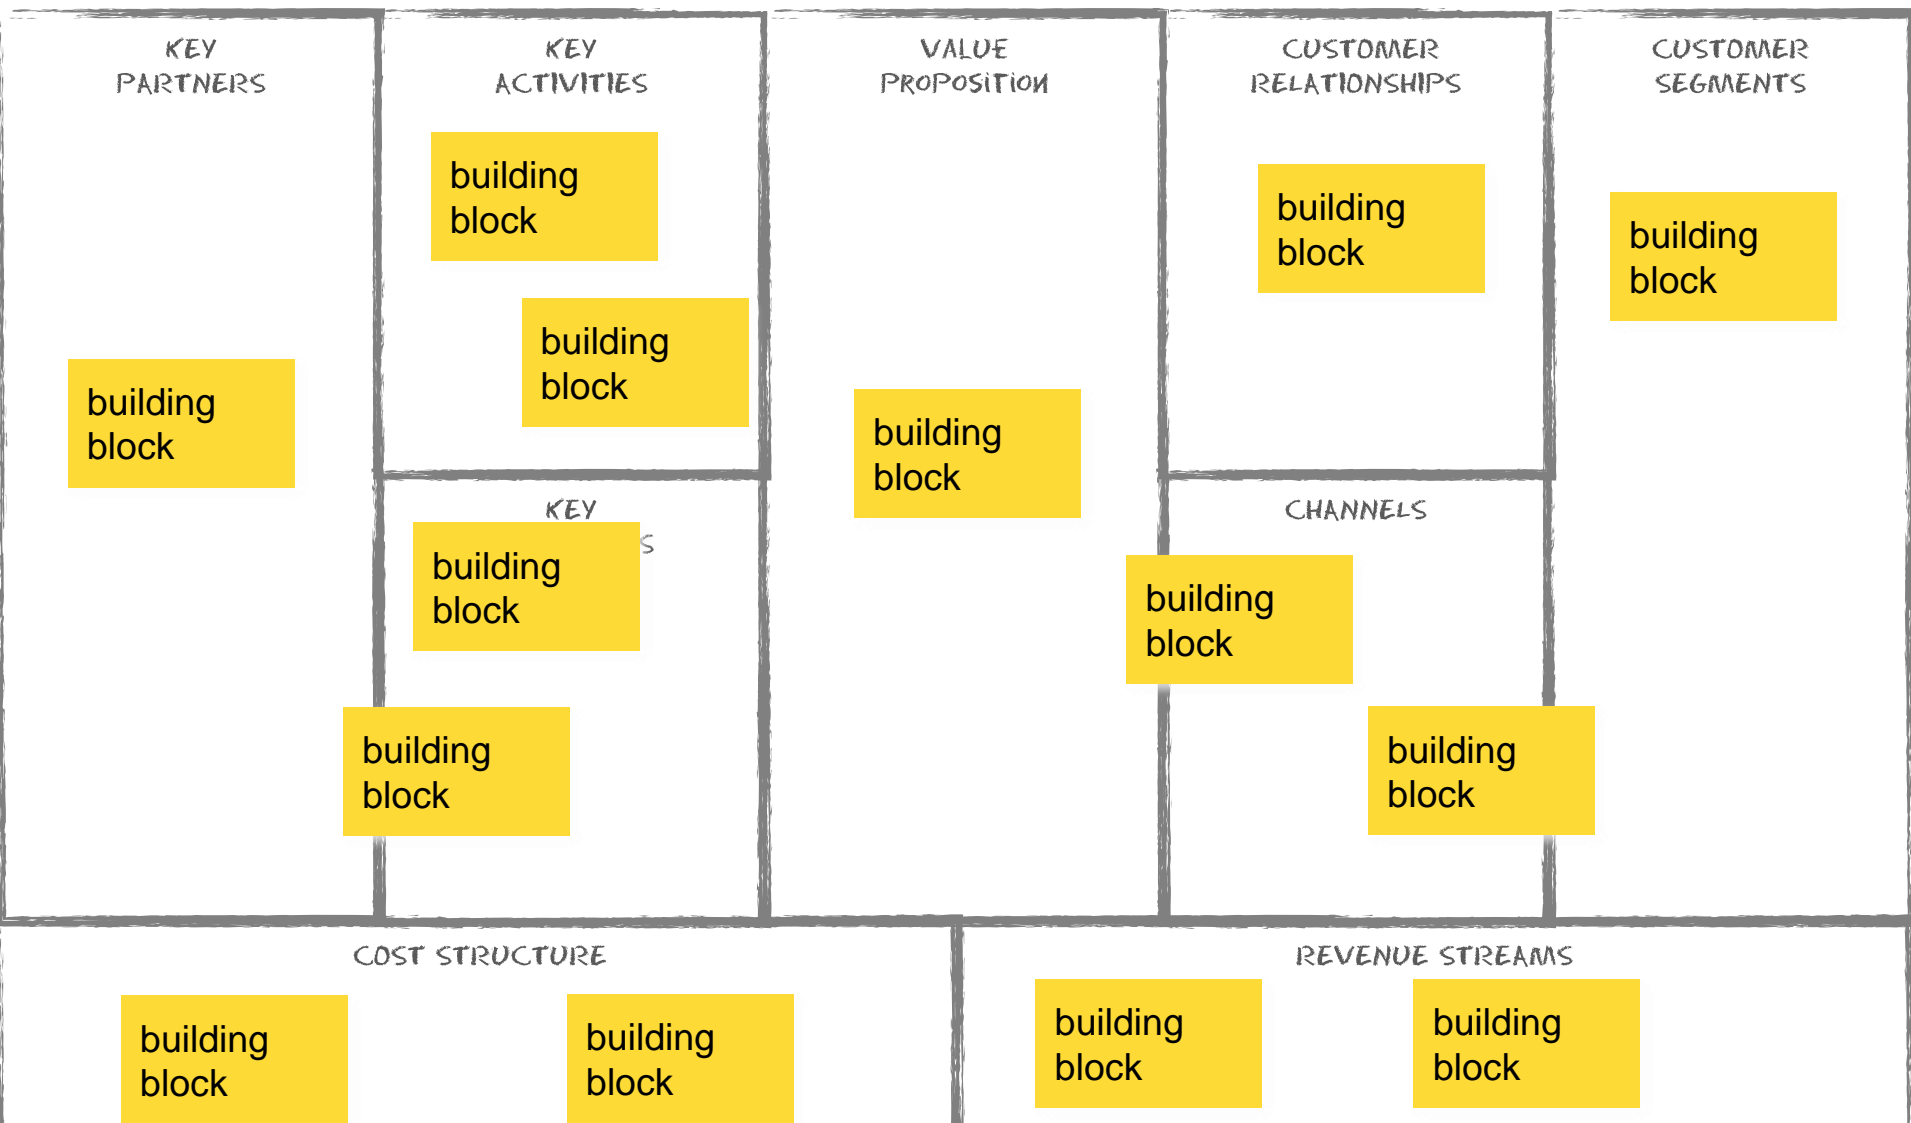 KEY
PARTNERS
building
block
KEY
ACTIVITIES
building
block
building
block
KEY
S
building
block
building
block
VALUE
PROPOSITION
building
block
CUSTOMER
RELATIONSHIPS
building
block
CHANNELS
building
block
building
block
CUSTOMER
SEGMENTS
building
block
COST STRUCTURE
building
block
building
block
REVENUE STREAMS
building
block
building
block